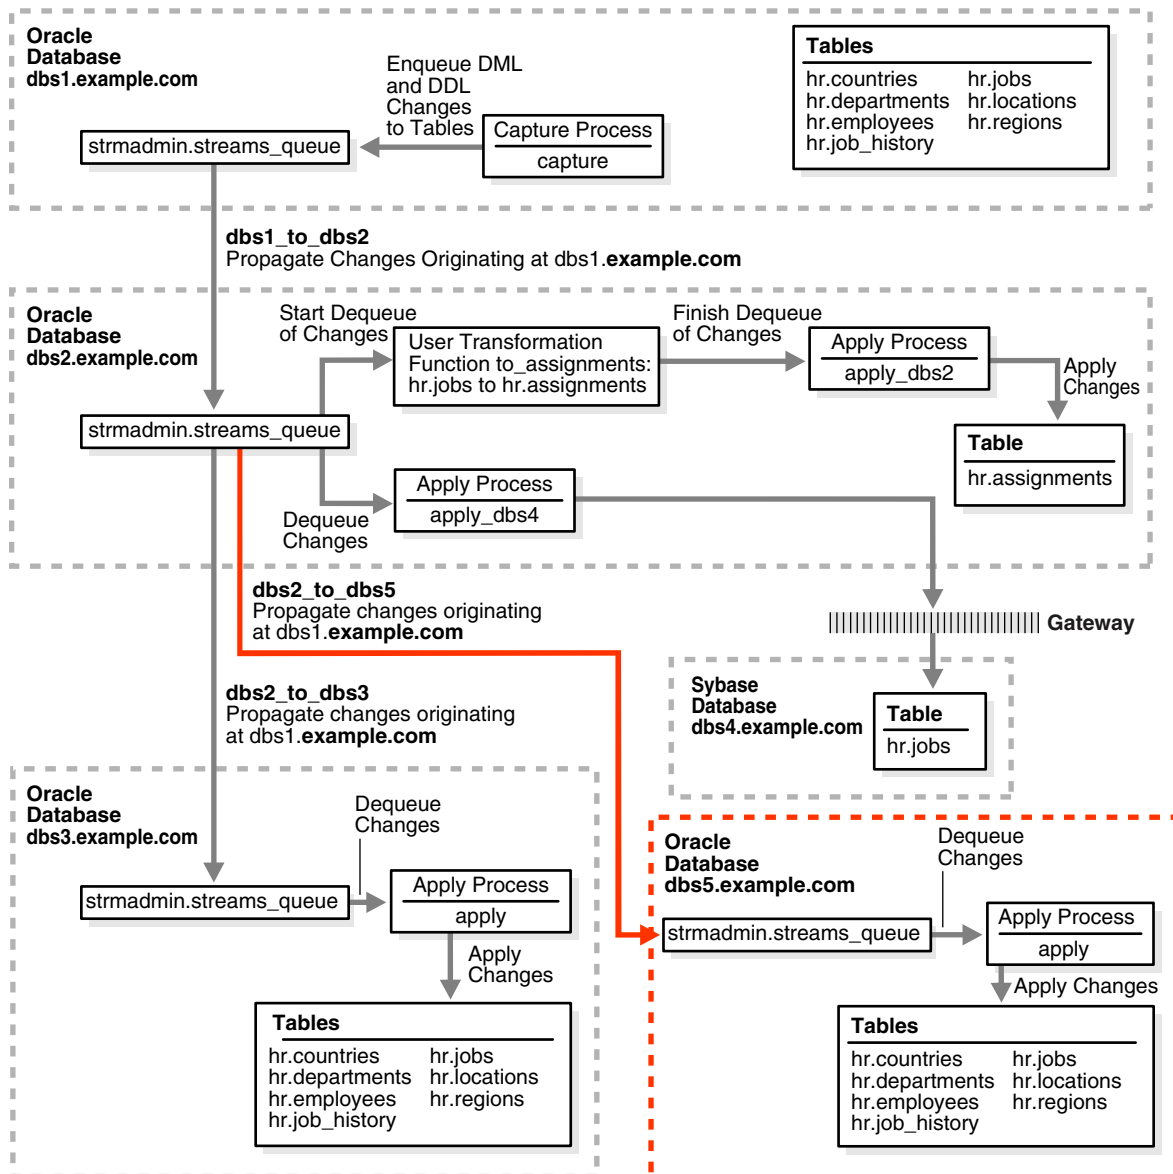 Oracle
Database
dbs1.example.com
Enqueue DML
and DDL
Changes
to Tables
strmadmin.streams_queue
Capture Process
capture
Tables
hr.countries hr.jobs
hr.departments hr.locations
hr.employees hr.regions
hr.job_history
dbs1_to_dbs2
Propagate Changes Originating at dbs1.example.com
Oracle
Database
dbs2.example.com
Start Dequeue
of Changes
User Transformation
Function to_assignments:
hr.jobs to hr.assignments
Finish Dequeue
of Changes
Apply Process
apply_dbs2
Apply
Changes
strmadmin.streams_queue
Table
hr.assignments
Dequeue
Changes
Apply Process
apply_dbs4
dbs2_to_dbs5
Propagate changes originating
at dbs1.example.com
Gateway
dbs2_to_dbs3
Propagate changes originating
at dbs1.example.com
Sybase
Database
dbs4.example.com
Table
hr.jobs
Oracle
Database
dbs3.example.com
Dequeue
Changes
strmadmin.streams_queue
Apply Process
apply
Apply
Changes
Tables
hr.countries hr.jobs
hr.departments hr.locations
hr.employees hr.regions
hr.job_history
Oracle
Database
dbs5.example.com
Dequeue
Changes
strmadmin.streams_queue
Apply Process
apply
Apply Changes
Tables
hr.countries hr.jobs
hr.departments hr.locations
hr.employees hr.regions
hr.job_history